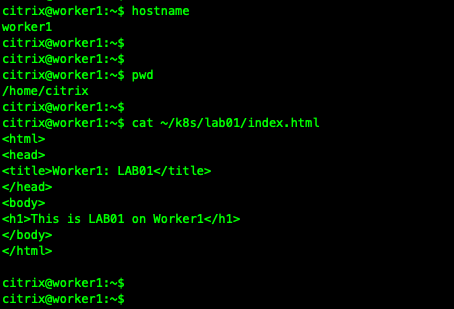 citrix@worker1:~$ hostname
worker1
citrix@worker1:~$
citrix@worker1:~$
citrix@worker1:~$ pwd
/home/citrix
citrix@worker1:~$
citrix@worker1:~$ cat ~/k8s/lab01/index.html
<html>
<head>
<title>Worker1: LAB01</title>
</head>
<body>
<h1>This is LAB01 on Worker1</h1>
</body>
</html>

citrix@worker1:~$
citrix@worker1:~$